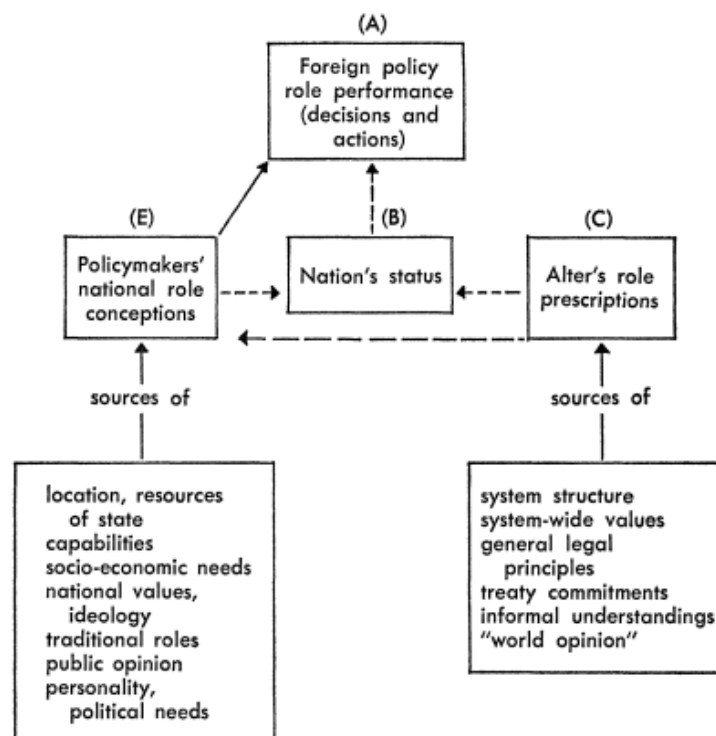 (A)
Foreign policy
role performance
(decisions and
actions)
(E)
(B)
(C)
Policymakers'
national role
conceptions
Nation's status
Alter's role
prescriptions
sources of
sources of
location, resources
of state
capabilities
socio-economic needs
national values,
ideology
traditional roles
public opinion
personality,
political needs
system structure
system-wide values
general legal
principles
treaty commitments
informal understandings
"world opinion"